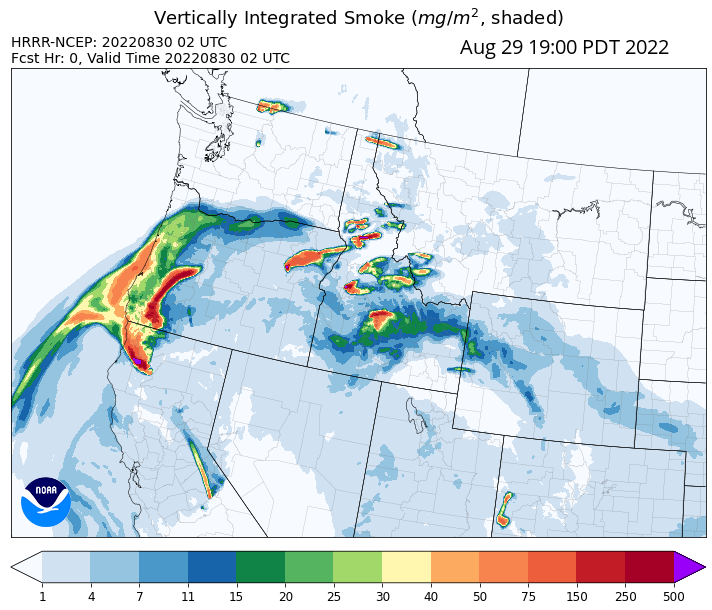 Vertically Integrated Smoke (mg/m², shaded)
HRRR-NCEP: 20220830 02 UTC
Aug 29 19:00 PDT 2022
Fcst Hr: 0, Valid Time 20220830 02 UTC
NOAA
1 4 7 11 15 20 25 30 40 50 75 150 250 500